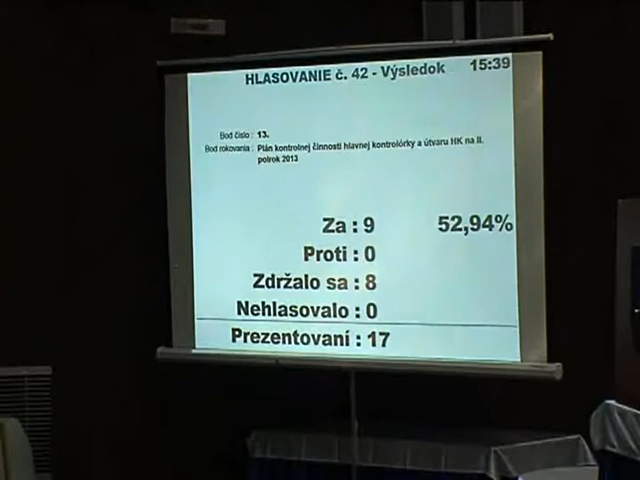 HLASOVANIE č. 42 - Výsledok 15:39
Bod číslo : 13.
Bod rokovania : Plán kontrolnej činnosti hlavnej kontrolórky a útvaru HK na II.
polrok 2013
Za : 9 52,94%
Proti : 0
Zdržalo sa : 8
Nehlasovalo : 0
Prezentovaní : 17